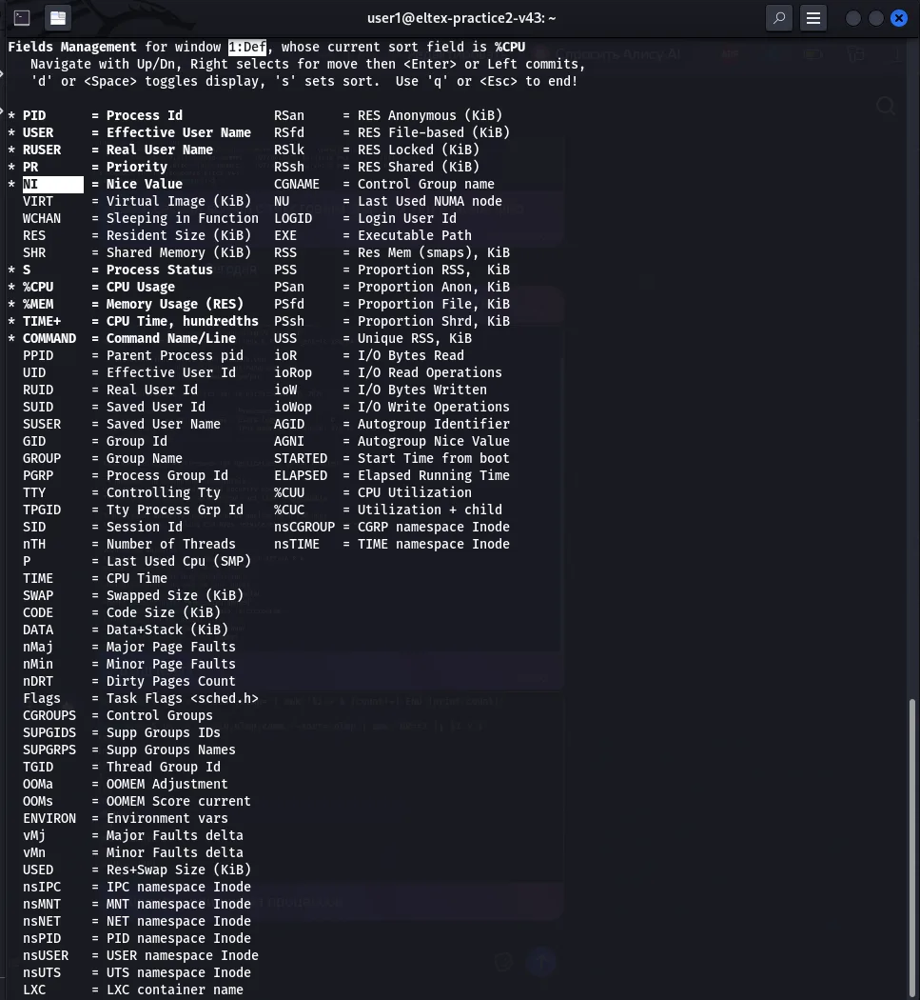 user1@eltex-practice2-v43: ~
Fields Management for window 1:Def, whose current sort field is %CPU
   Navigate with Up/Dn, Right selects for move then <Enter> or Left commits,
   'd' or <Space> toggles display, 's' sets sort.  Use 'q' or <Esc> to end!
* PID      = Process Id          RSan     = RES Anonymous (KiB)
* USER     = Effective User Name RSfd     = RES File-based (KiB)
* RUSER    = Real User Name      RSlk     = RES Locked (KiB)
* PR       = Priority            RSsh     = RES Shared (KiB)
* NI       = Nice Value          CGNAME   = Control Group name
  VIRT     = Virtual Image (KiB) NU       = Last Used NUMA node
  WCHAN    = Sleeping in Function LOGID    = Login User Id
  RES      = Resident Size (KiB) EXE      = Executable Path
  SHR      = Shared Memory (KiB) RSS      = Res Mem (smaps), KiB
* S        = Process Status      PSS      = Proportion RSS,  KiB
* %CPU     = CPU Usage           PSan     = Proportion Anon, KiB
* %MEM     = Memory Usage (RES)  PSfd     = Proportion File, KiB
* TIME+    = CPU Time, hundredths PSsh     = Proportion Shrd, KiB
* COMMAND  = Command Name/Line   USS      = Unique RSS, KiB
  PPID     = Parent Process pid  ioR      = I/O Bytes Read
  UID      = Effective User Id   ioRop    = I/O Read Operations
  RUID     = Real User Id        ioW      = I/O Bytes Written
  SUID     = Saved User Id       ioWop    = I/O Write Operations
  SUSER    = Saved User Name     AGID     = Autogroup Identifier
  GID      = Group Id            AGNI     = Autogroup Nice Value
  GROUP    = Group Name          STARTED  = Start Time from boot
  PGRP     = Process Group Id    ELAPSED  = Elapsed Running Time
  TTY      = Controlling Tty     %CUU     = CPU Utilization
  TPGID    = Tty Process Grp Id  %CUC     = Utilization + child
  SID      = Session Id          nsCGROUP = CGRP namespace Inode
  nTH      = Number of Threads   nsTIME   = TIME namespace Inode
  P        = Last Used Cpu (SMP)
  TIME     = CPU Time
  SWAP     = Swapped Size (KiB)
  CODE     = Code Size (KiB)
  DATA     = Data+Stack (KiB)
  nMaj     = Major Page Faults
  nMin     = Minor Page Faults
  nDRT     = Dirty Pages Count
  Flags    = Task Flags <sched.h>
  CGROUPS  = Control Groups
  SUPGIDS  = Supp Groups IDs
  SUPGRPS  = Supp Groups Names
  TGID     = Thread Group Id
  OOMa     = OOMEM Adjustment
  OOMs     = OOMEM Score current
  ENVIRON  = Environment vars
  vMj      = Major Faults delta
  vMn      = Minor Faults delta
  USED     = Res+Swap Size (KiB)
  nsIPC    = IPC namespace Inode
  nsMNT    = MNT namespace Inode
  nsNET    = NET namespace Inode
  nsPID    = PID namespace Inode
  nsUSER   = USER namespace Inode
  nsUTS    = UTS namespace Inode
  LXC      = LXC container name